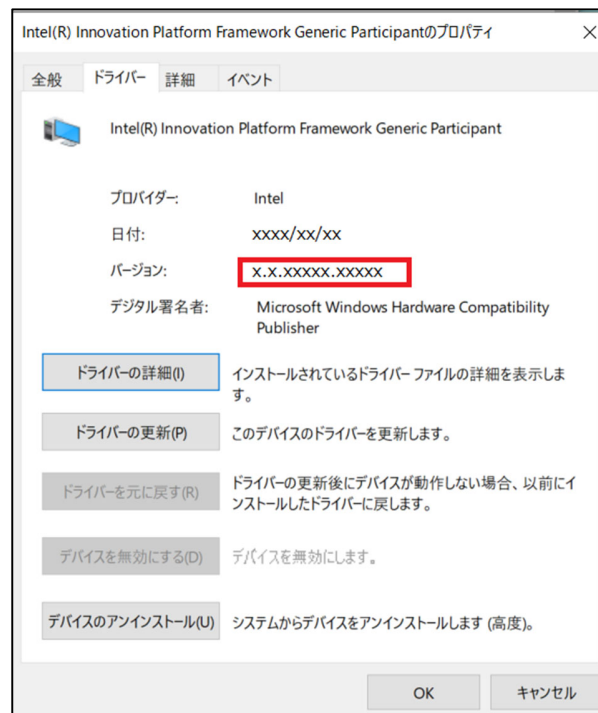 Intel(R) Innovation Platform Framework Generic Participantのプロパティ
全般 ドライバー 詳細 イベント
Intel(R) Innovation Platform Framework Generic Participant
プロバイダー: Intel
日付: xxxx/xx/xx
バージョン: x.x.xxxxx.xxxxx
デジタル署名者: Microsoft Windows Hardware Compatibility
Publisher
ドライバーの詳細(I) インストールされているドライバー ファイルの詳細を表示しま
す。
ドライバーの更新(P) このデバイスのドライバーを更新します。
ドライバーを元に戻す(R) ドライバーの更新後にデバイスが動作しない場合、以前にイ
ンストールしたドライバーに戻します。
デバイスを無効にする(D) デバイスを無効にします。
デバイスのアンインストール(U) システムからデバイスをアンインストールします (高度)。
OK キャンセル